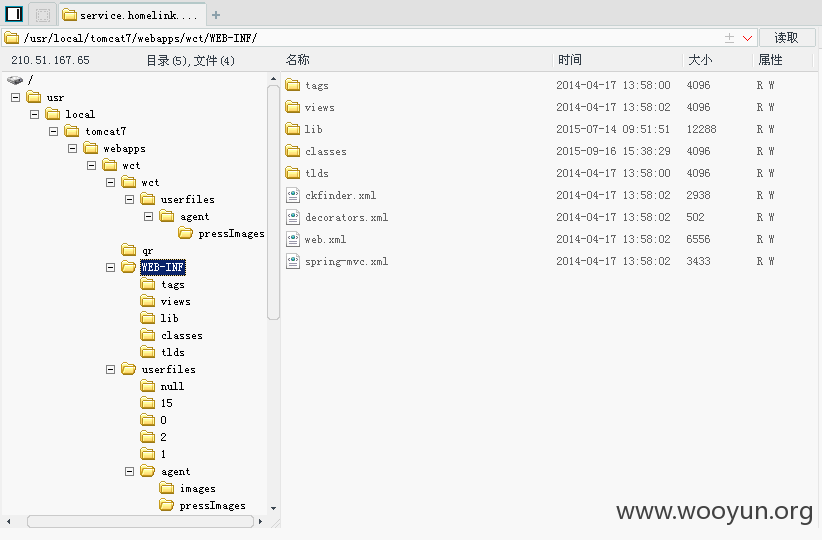 service.homelink....
/usr/local/tomcat7/webapps/wct/WEB-INF/
读取
210.51.167.65
目录(5),文件(4)
名称
时间
大小
属性
/
usr
local
tomcat7
webapps
wct
wct
userfiles
agent
pressImages
qr
WEB-INF
tags
views
lib
classes
tlds
userfiles
null
15
0
2
1
agent
images
pressImages
tags 2014-04-17 13:58:00 4096 R W
views 2014-04-17 13:58:02 4096 R W
lib 2015-07-14 09:51:51 12288 R W
classes 2015-09-16 15:38:29 4096 R W
tlds 2014-04-17 13:58:00 4096 R W
ckfinder.xml 2014-04-17 13:58:02 2938 R W
decorators.xml 2014-04-17 13:58:02 502 R W
web.xml 2014-04-17 13:58:02 6556 R W
spring-mvc.xml 2014-04-17 13:58:02 3433 R W
www.wooyun.org